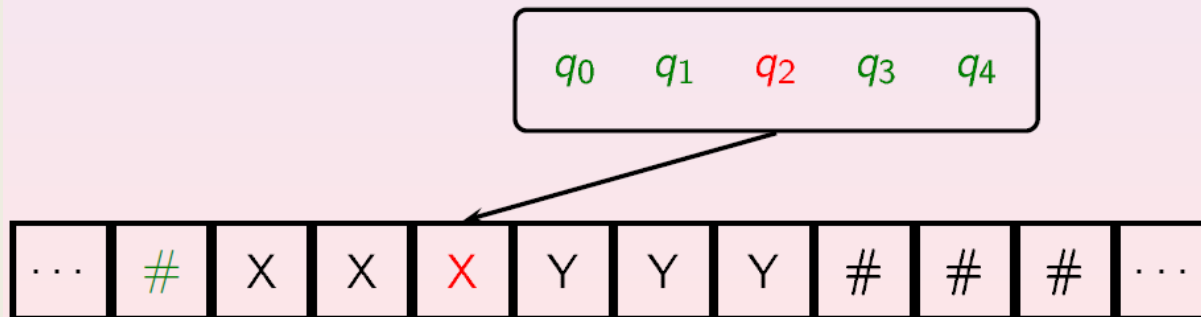 q₀ q₁ q₂ q₃ q₄
... # X X X Y Y Y # # # ...